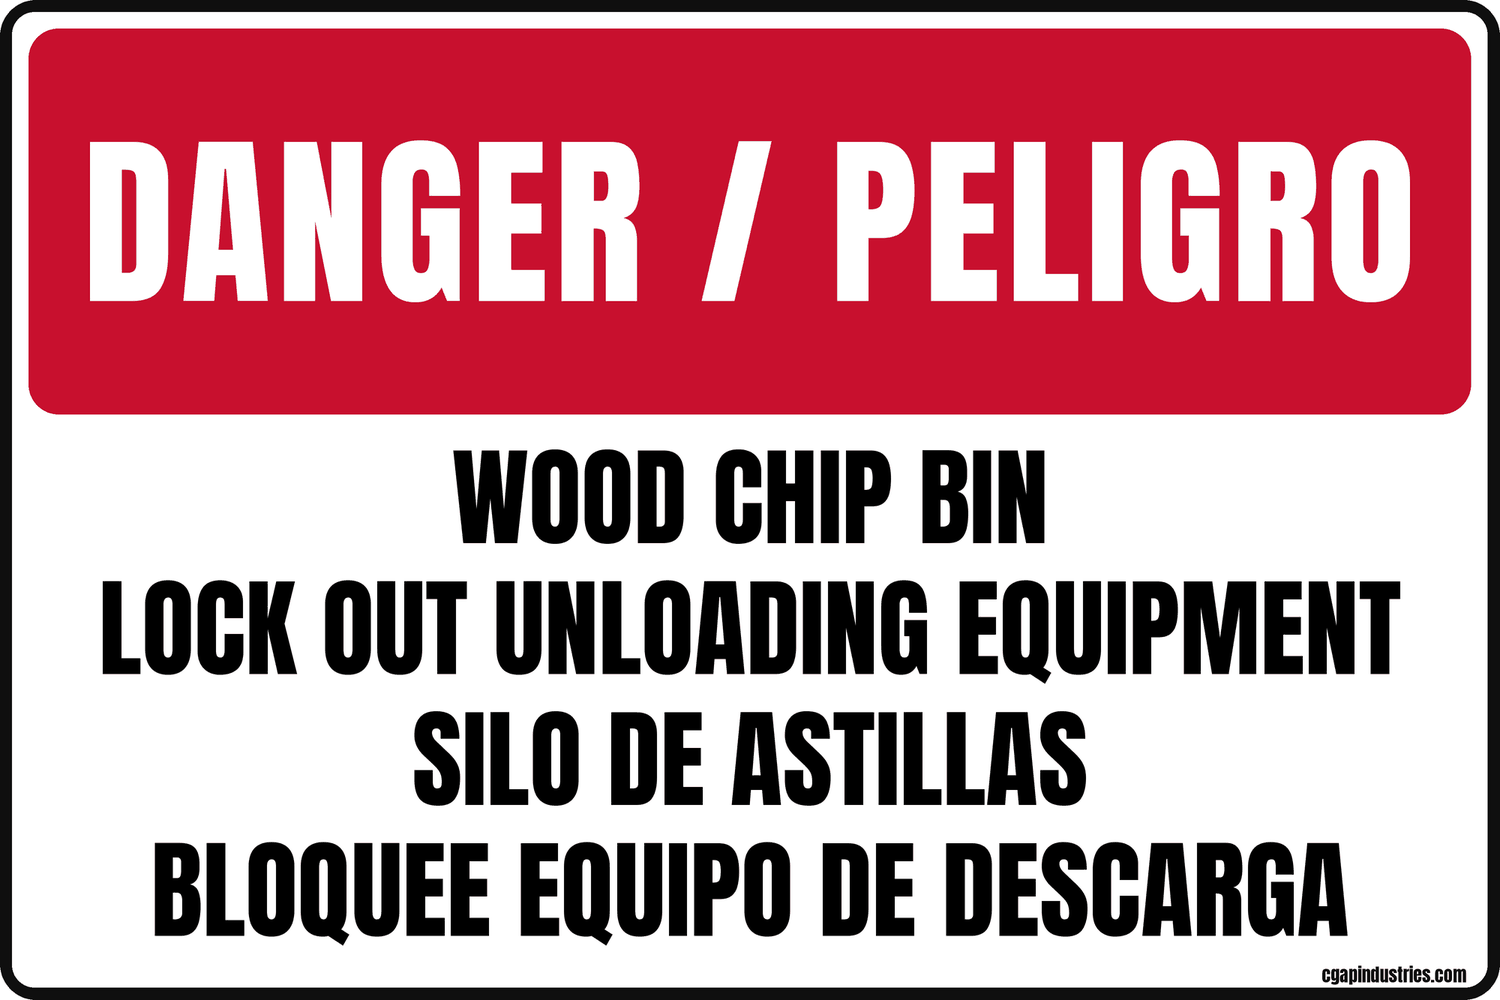 DANGER / PELIGRO
WOOD CHIP BIN
LOCK OUT UNLOADING EQUIPMENT
SILO DE ASTILLAS
BLOQUEE EQUIPO DE DESCARGA
cgapindustries.com